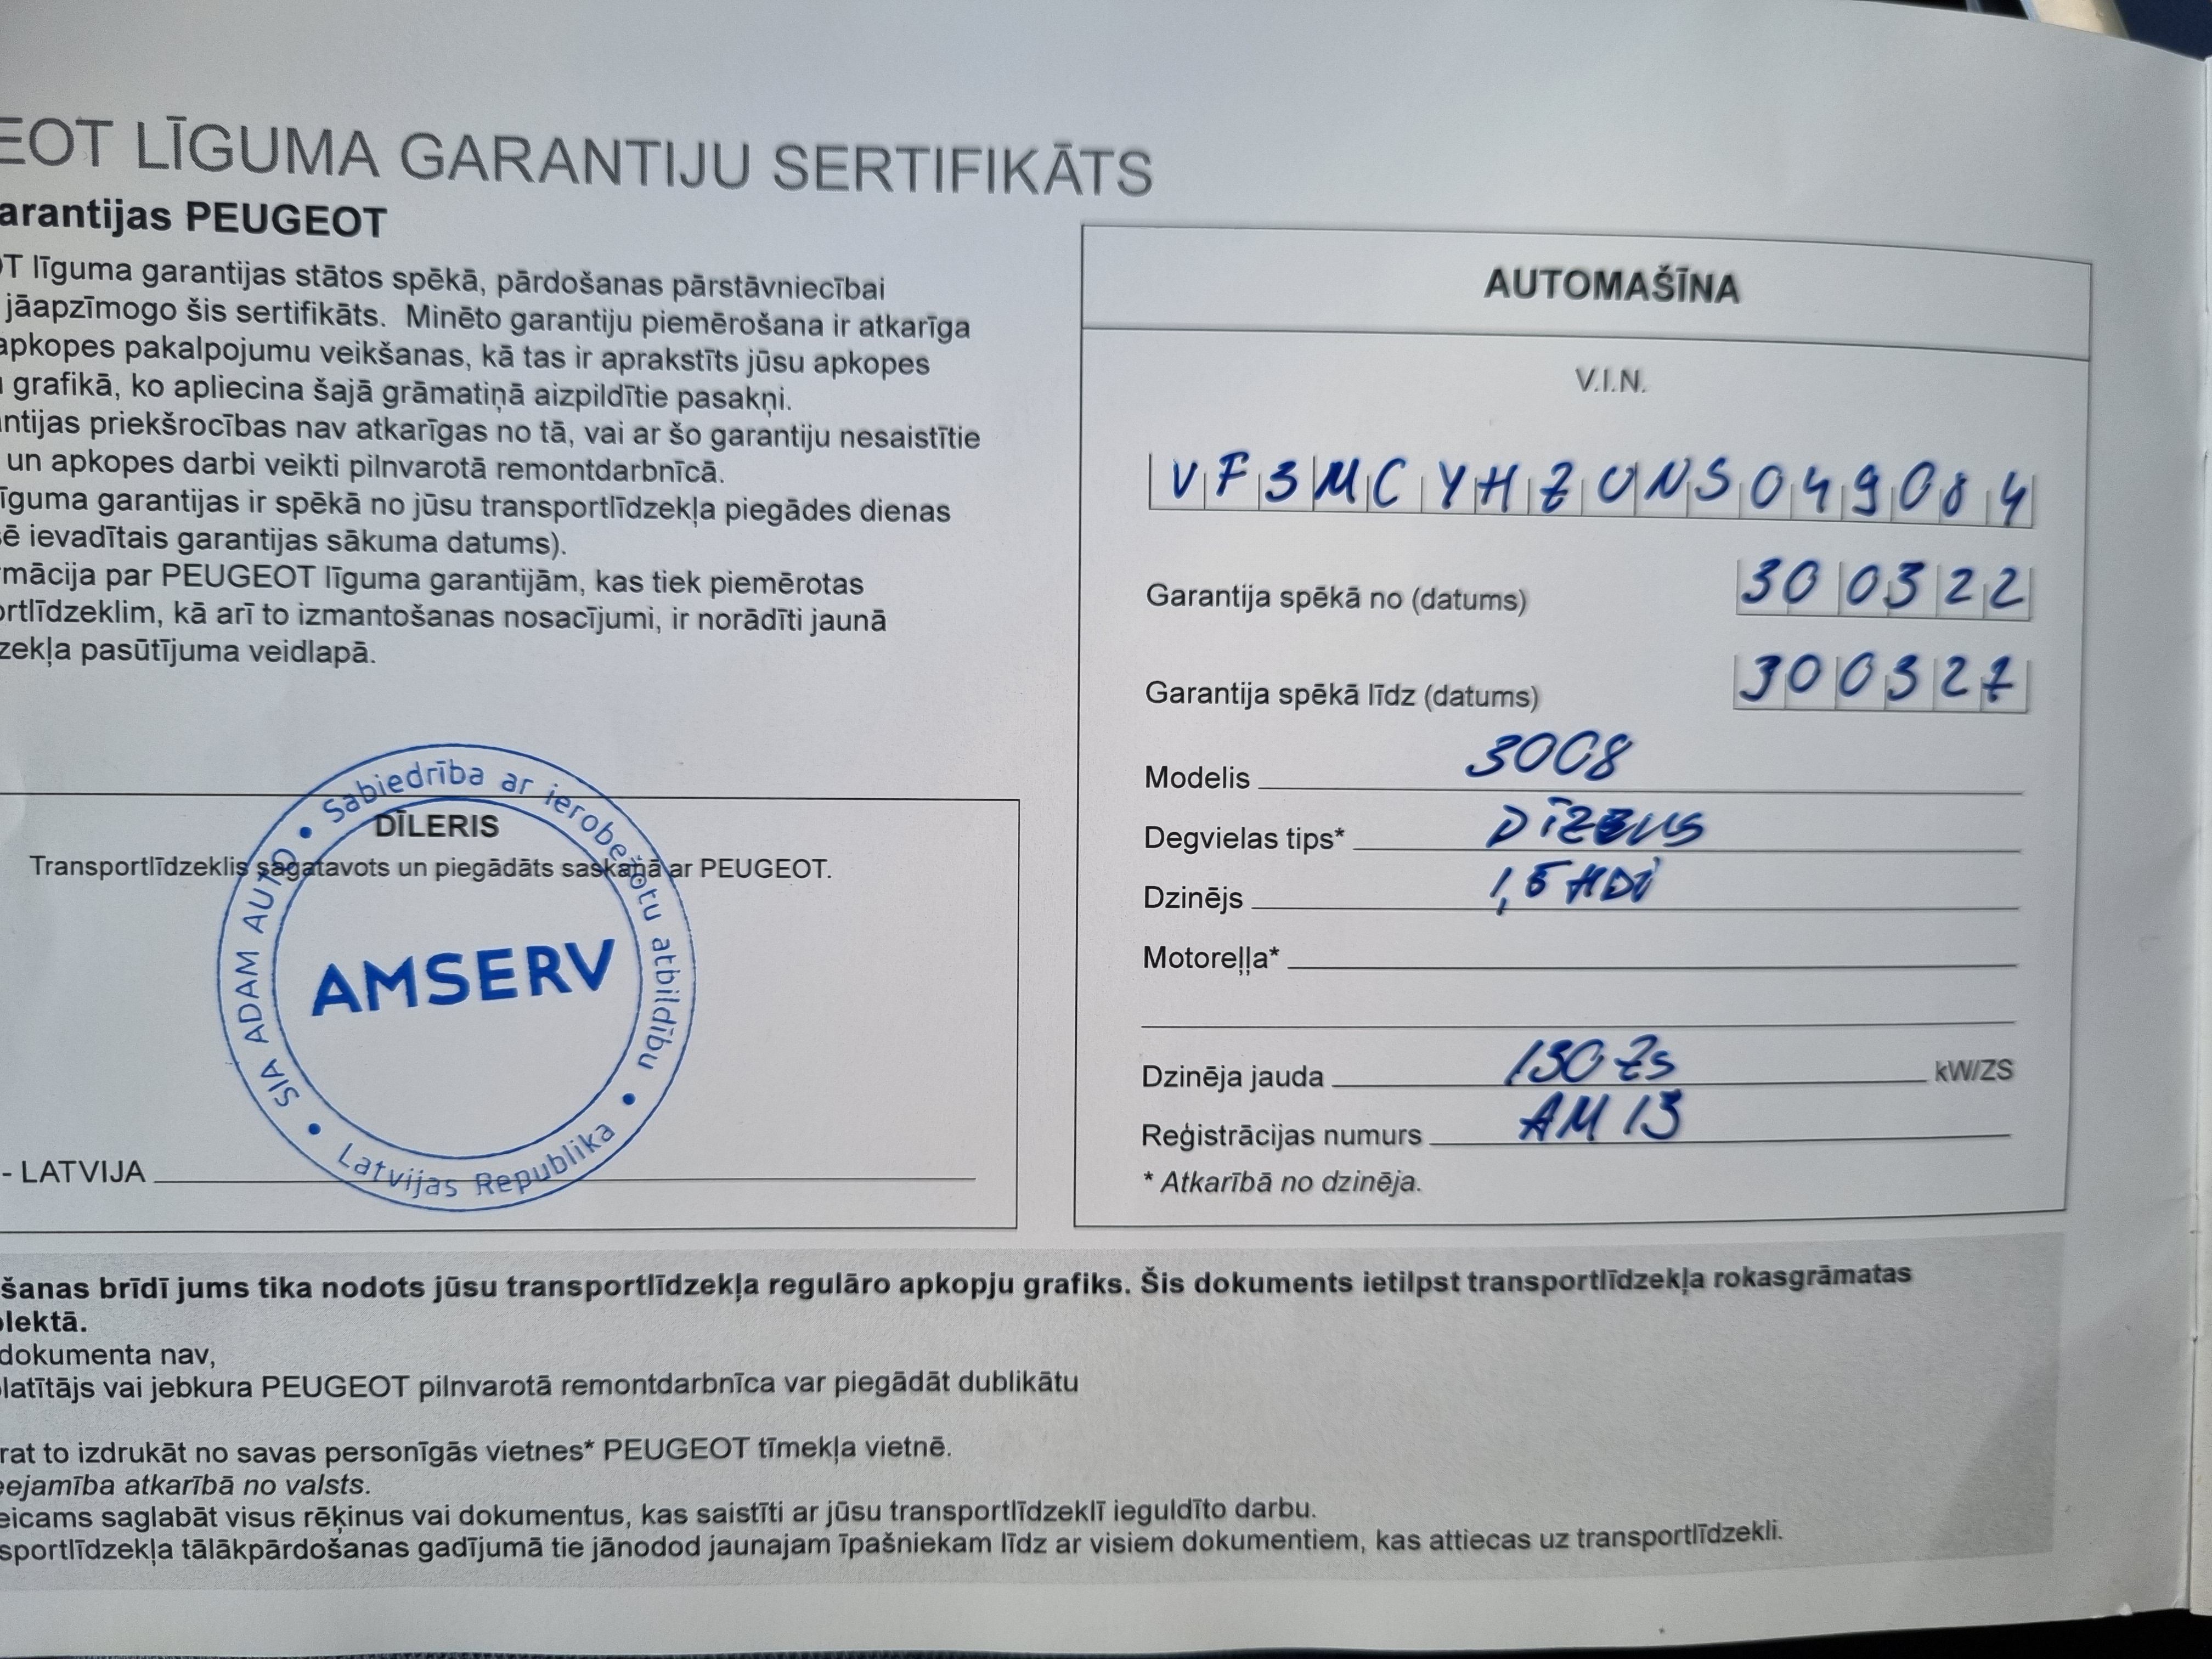 EOT LĪGUMA GARANTIJU SERTIFIKĀTS
arantijas PEUGEOT
OT līguma garantijas stātos spēkā, pārdošanas pārstāvniecībai
jāapzīmogo šis sertifikāts. Minēto garantiju piemērošana ir atkarīga
apkopes pakalpojumu veikšanas, kā tas ir aprakstīts jūsu apkopes
grafikā, ko apliecina šajā grāmatiņā aizpildītie pasakņi.
ntijas priekšrocības nav atkarīgas no tā, vai ar šo garantiju nesaistītie
un apkopes darbi veikti pilnvarotā remontdarbnīcā.
īguma garantijas ir spēkā no jūsu transportlīdzekļa piegādes dienas
ē ievadītais garantijas sākuma datums).
rmācija par PEUGEOT līguma garantijām, kas tiek piemērotas
ortlīdzeklim, kā arī to izmantošanas nosacījumi, ir norādīti jaunā
zekļa pasūtījuma veidlapā.
DĪLERIS
Transportlīdzeklis sagatavots un piegādāts saskaņā ar PEUGEOT.
SIA ADAM AUTO • Sabiedrība ar ierobežotu atbildību • Latvijas Republika •
AMSERV
- LATVIJA
AUTOMAŠĪNA
V.I.N.
VF3MCYHZUNS049084
Garantija spēkā no (datums) 300322
Garantija spēkā līdz (datums) 300327
Modelis 3008
Degvielas tips* DĪZELIS
Dzinējs 1,5 HDi
Motoreļļa*
Dzinēja jauda 130 Zs kW/ZS
Reģistrācijas numurs AM 13
* Atkarībā no dzinēja.
šanas brīdī jums tika nodots jūsu transportlīdzekļa regulāro apkopju grafiks. Šis dokuments ietilpst transportlīdzekļa rokasgrāmatas
lektā.
dokumenta nav,
latītājs vai jebkura PEUGEOT pilnvarotā remontdarbnīca var piegādāt dublikātu
rat to izdrukāt no savas personīgās vietnes* PEUGEOT tīmekļa vietnē.
eejamība atkarībā no valsts.
eicams saglabāt visus rēķinus vai dokumentus, kas saistīti ar jūsu transportlīdzeklī ieguldīto darbu.
sportlīdzekļa tālākpārdošanas gadījumā tie jānodod jaunajam īpašniekam līdz ar visiem dokumentiem, kas attiecas uz transportlīdzekli.